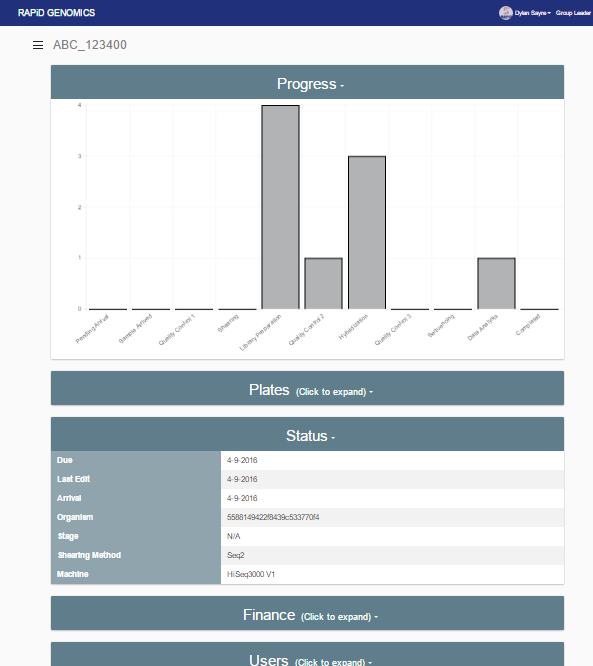 RAPiD GENOMICS
Dylan Sayre
Group Leader
ABC_123400
Progress
4
3
2
1
0
Pending Arrival
Sample Arrived
Quality Control 1
Shearing
Library Preparation
Quality Control 2
Hybridization
Quality Control 3
Sequencing
Data Analysis
Completed
Plates (Click to expand)
Status
Due 4-9-2016
Last Edit 4-9-2016
Arrival 4-9-2016
Organism 5588149422f8439c533770f4
Stage N/A
Shearing Method Seq2
Machine HiSeq3000 V1
Finance (Click to expand)
Users (Click to expand)